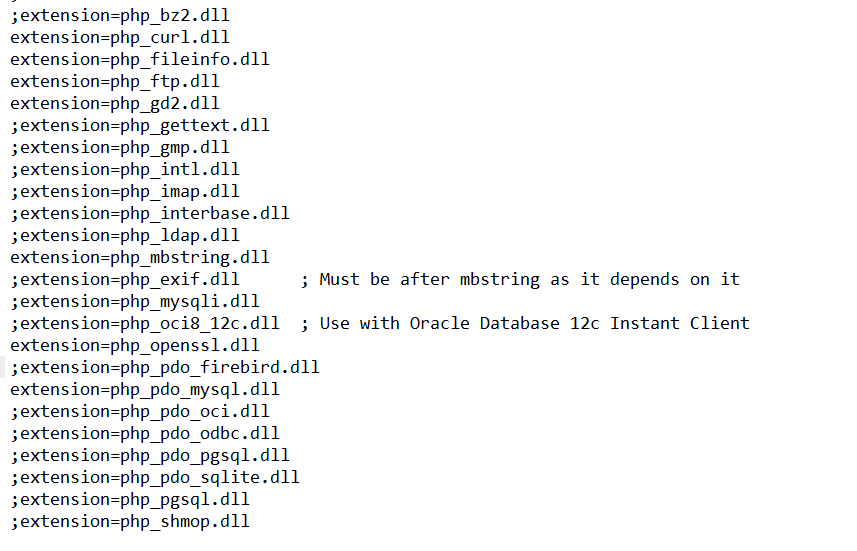 ;extension=php_bz2.dll
extension=php_curl.dll
extension=php_fileinfo.dll
extension=php_ftp.dll
extension=php_gd2.dll
;extension=php_gettext.dll
;extension=php_gmp.dll
;extension=php_intl.dll
;extension=php_imap.dll
;extension=php_interbase.dll
;extension=php_ldap.dll
extension=php_mbstring.dll
;extension=php_exif.dll      ; Must be after mbstring as it depends on it
;extension=php_mysqli.dll
;extension=php_oci8_12c.dll  ; Use with Oracle Database 12c Instant Client
extension=php_openssl.dll
;extension=php_pdo_firebird.dll
extension=php_pdo_mysql.dll
;extension=php_pdo_oci.dll
;extension=php_pdo_odbc.dll
;extension=php_pdo_pgsql.dll
;extension=php_pdo_sqlite.dll
;extension=php_pgsql.dll
;extension=php_shmop.dll